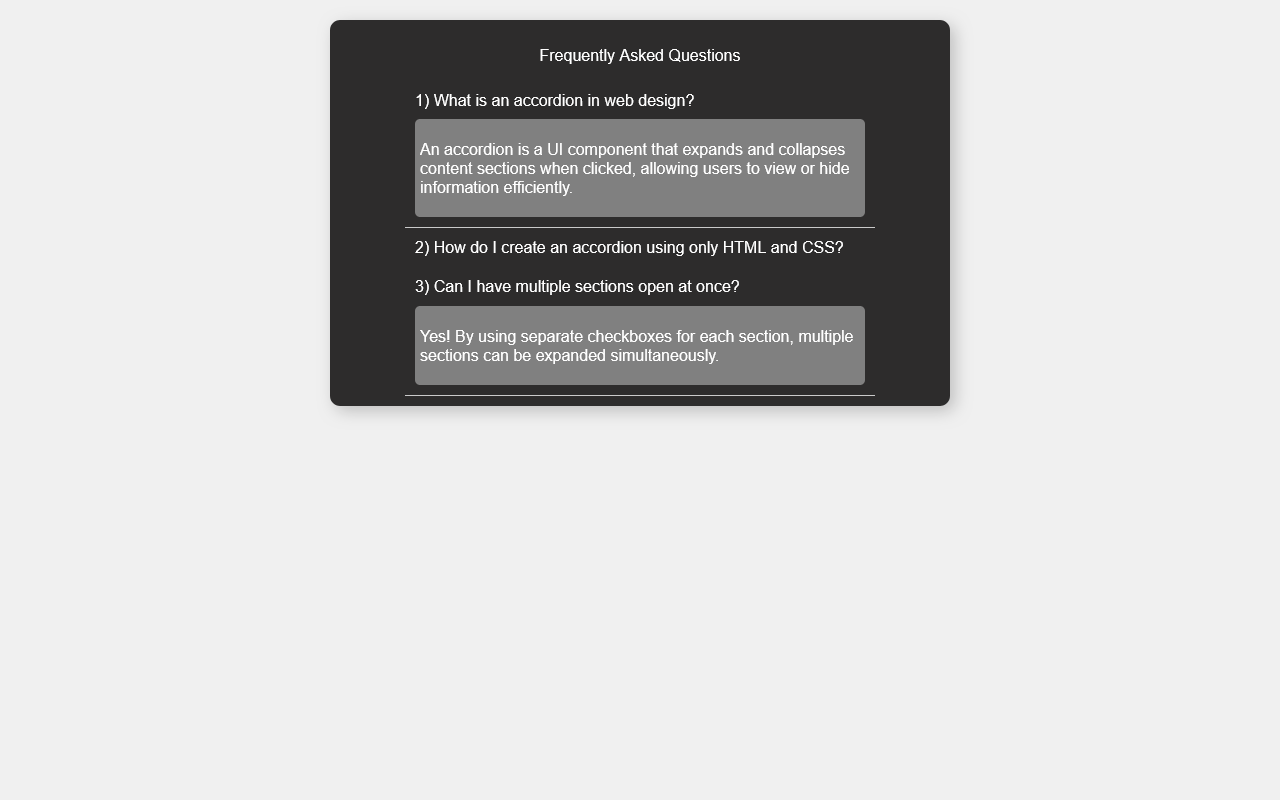 Frequently Asked Questions
1) What is an accordion in web design?
An accordion is a UI component that expands and collapses
content sections when clicked, allowing users to view or hide
information efficiently.
2) How do I create an accordion using only HTML and CSS?
3) Can I have multiple sections open at once?
Yes! By using separate checkboxes for each section, multiple
sections can be expanded simultaneously.